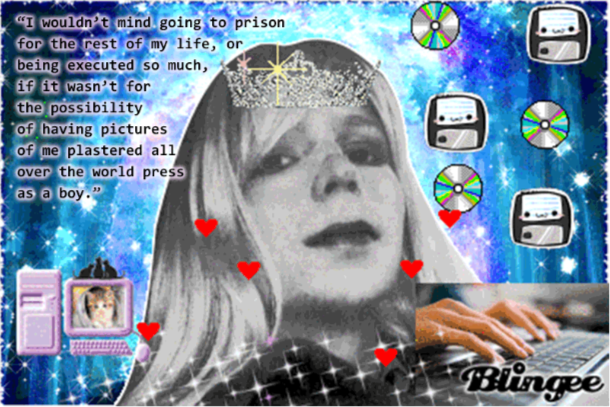 “I wouldn’t mind going to prison
for the rest of my life, or
being executed so much,
if it wasn’t for
the possibility
of having pictures
of me plastered all
over the world press
as a boy.”
Blingee